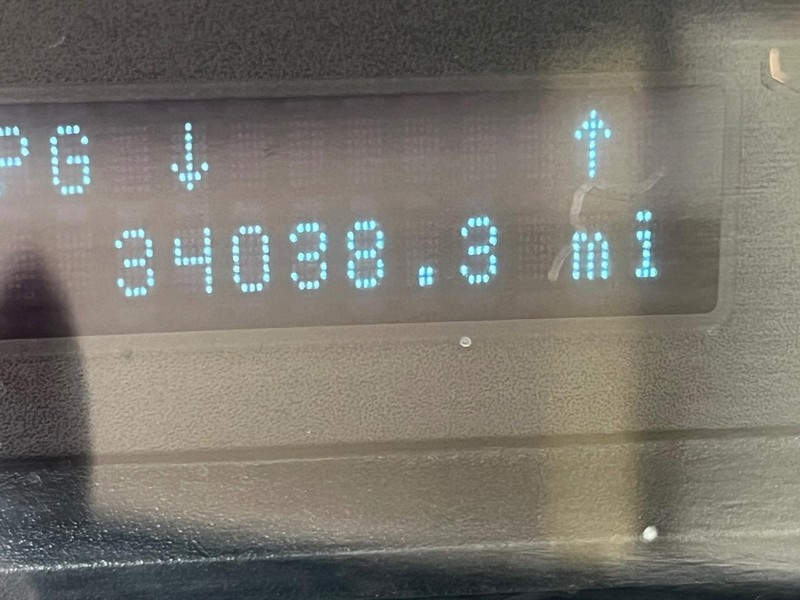 PG ↓ ↑
34038.3 mi